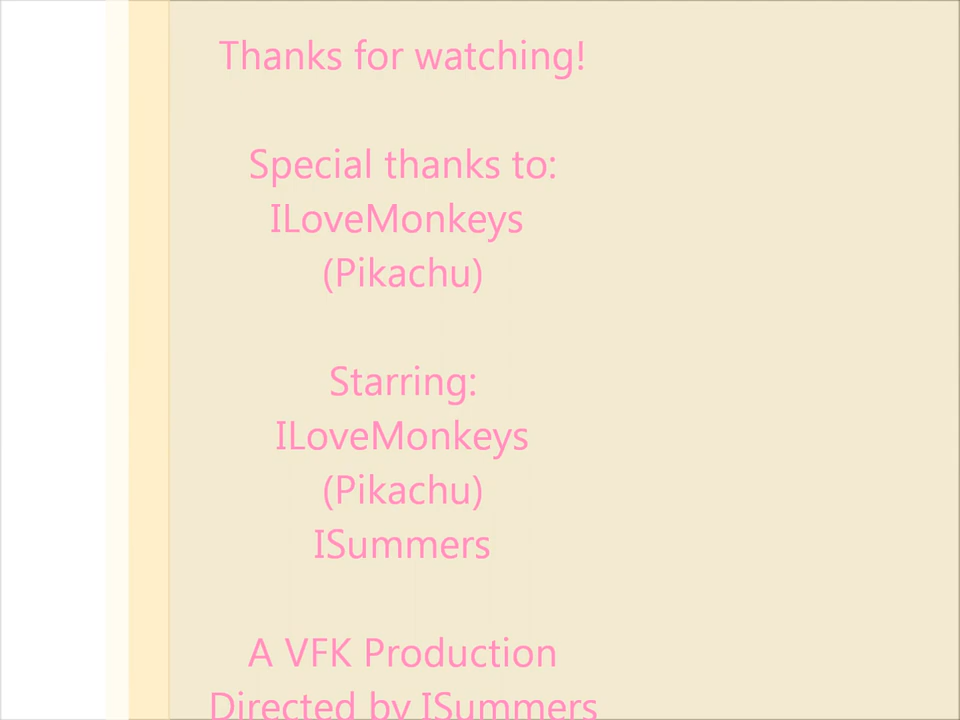 Thanks for watching!
Special thanks to:
ILoveMonkeys
(Pikachu)
Starring:
ILoveMonkeys
(Pikachu)
ISummers
A VFK Production
Directed by ISummers